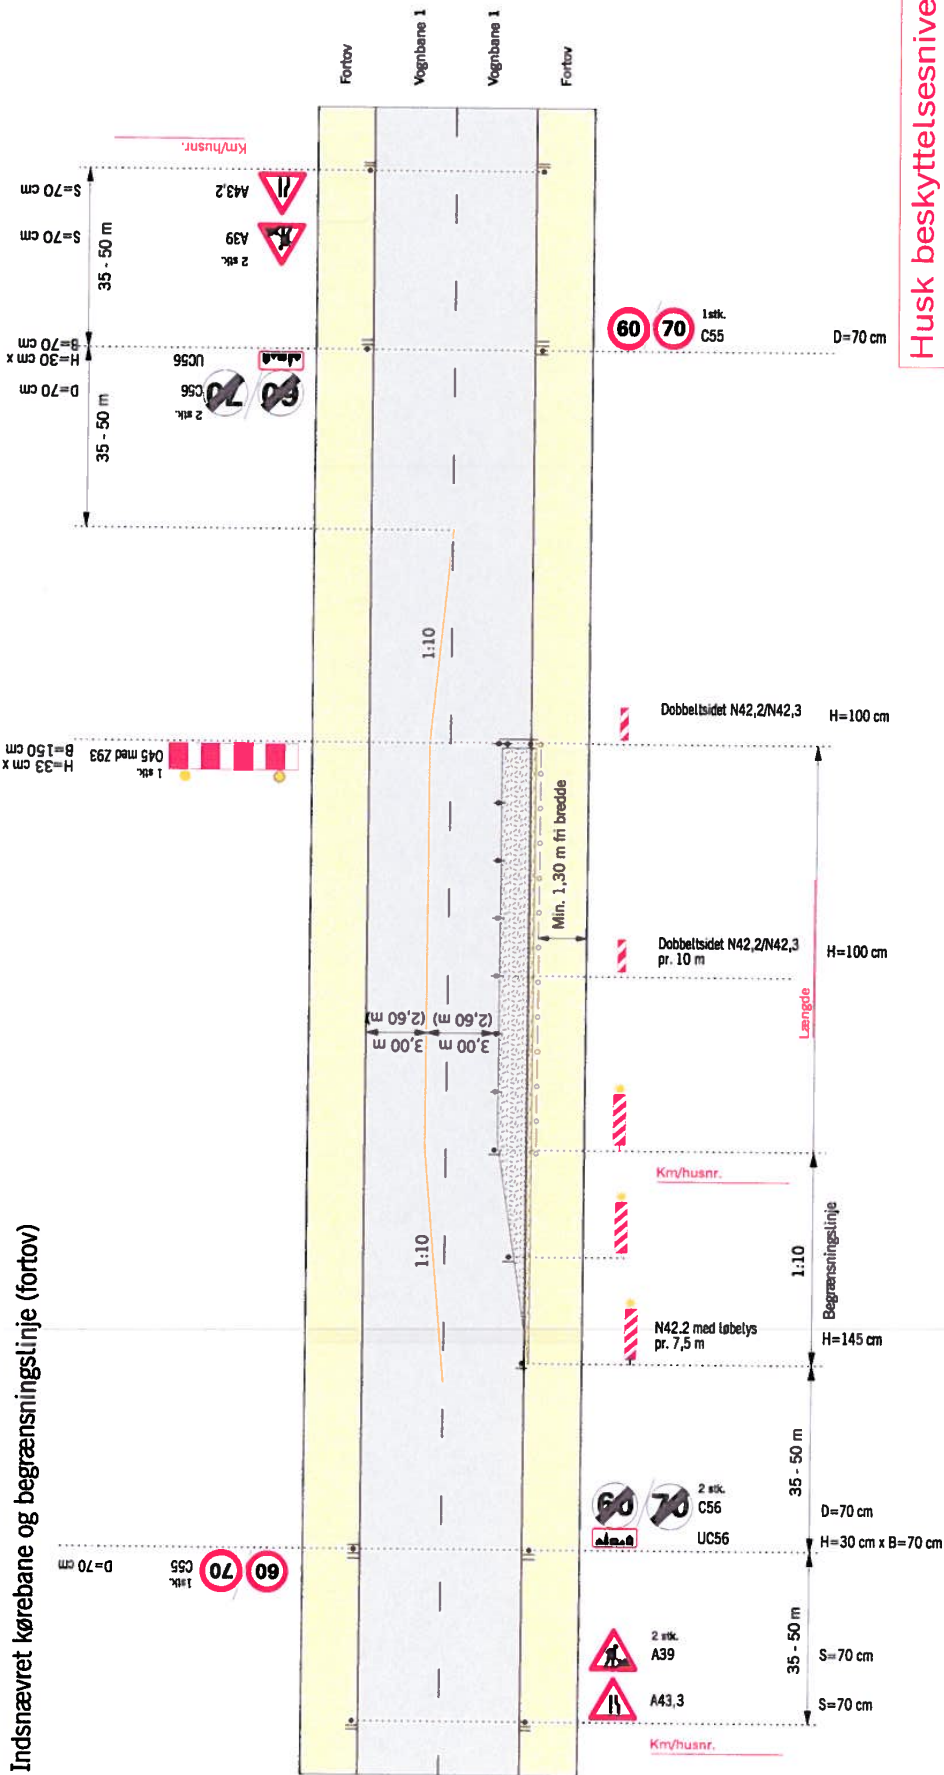 Fortov
Vognbane 1
Vognbane 1
Fortov
Husk beskyttelsesnive
Km/husnr.
S=70 cm
A43,2
S=70 cm
A39
2 stk.
35 - 50 m
B=70 cm
H=30 cm x
UC56
D=70 cm
C56
2 stk.
70
60
35 - 50 m
60
70
1stk.
C55
D=70 cm
1:10
Dobbeltsidet N42,2/N42,3
H=100 cm
H=33 cm x
B=150 cm
O45 med Z93
1 stk.
Min. 1,30 m fri bredde
Dobbeltsidet N42,2/N42,3
pr. 10 m
H=100 cm
Længde
3,00 m
(2,60 m)
3,00 m
(2,60 m)
Km/husnr.
1:10
1:10
Begrænsningslinje
N42.2 med løbelys
pr. 7,5 m
H=145 cm
Indsnævret kørebane og begrænsningslinje (fortov)
35 - 50 m
60
70
2 stk.
C56
D=70 cm
UC56
H=30 cm x B=70 cm
D=70 cm
1stk.
C55
70
60
35 - 50 m
2 stk.
A39
S=70 cm
A43,3
S=70 cm
Km/husnr.